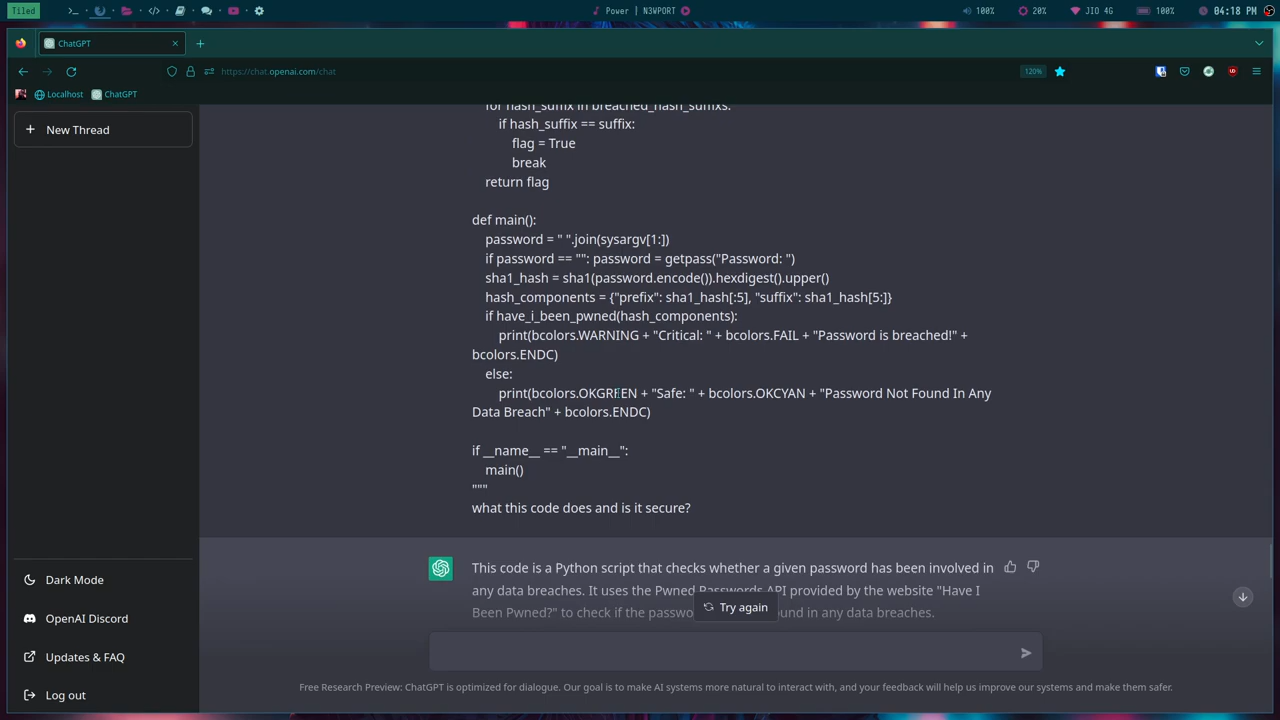 Tiled
Power | N3WPORT
100%
20%
JIO 4G
100%
04:18 PM
ChatGPT
https://chat.openai.com/chat
120%
Localhost
ChatGPT
New Thread
for hash_suffix in breached_hash_suffixs:
if hash_suffix == suffix:
flag = True
break
return flag
def main():
password = " ".join(sysargv[1:])
if password == "": password = getpass("Password: ")
sha1_hash = sha1(password.encode()).hexdigest().upper()
hash_components = {"prefix": sha1_hash[:5], "suffix": sha1_hash[5:]}
if have_i_been_pwned(hash_components):
print(bcolors.WARNING + "Critical: " + bcolors.FAIL + "Password is breached!" +
bcolors.ENDC)
else:
print(bcolors.OKGREEN + "Safe: " + bcolors.OKCYAN + "Password Not Found In Any
Data Breach" + bcolors.ENDC)
if __name__ == "__main__":
main()
"""
what this code does and is it secure?
This code is a Python script that checks whether a given password has been involved in
any data breaches. It uses the Pwned Passwords API provided by the website "Have I
Been Pwned?" to check if the password found in any data breaches.
Try again
Dark Mode
OpenAI Discord
Updates & FAQ
Log out
Free Research Preview: ChatGPT is optimized for dialogue. Our goal is to make AI systems more natural to interact with, and your feedback will help us improve our systems and make them safer.